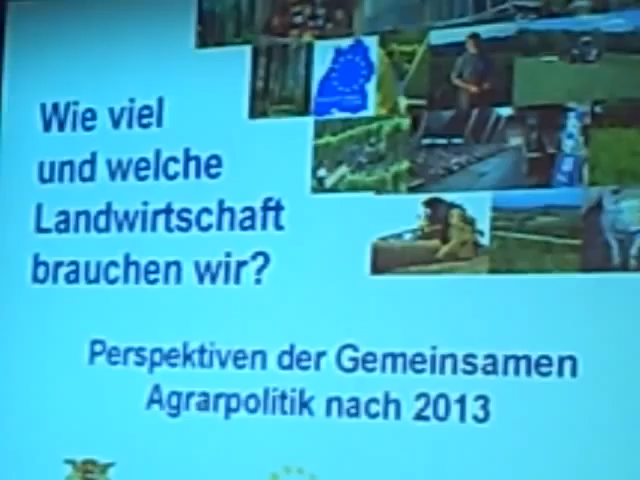 Wie viel
und welche
Landwirtschaft
brauchen wir?
Perspektiven der Gemeinsamen
Agrarpolitik nach 2013